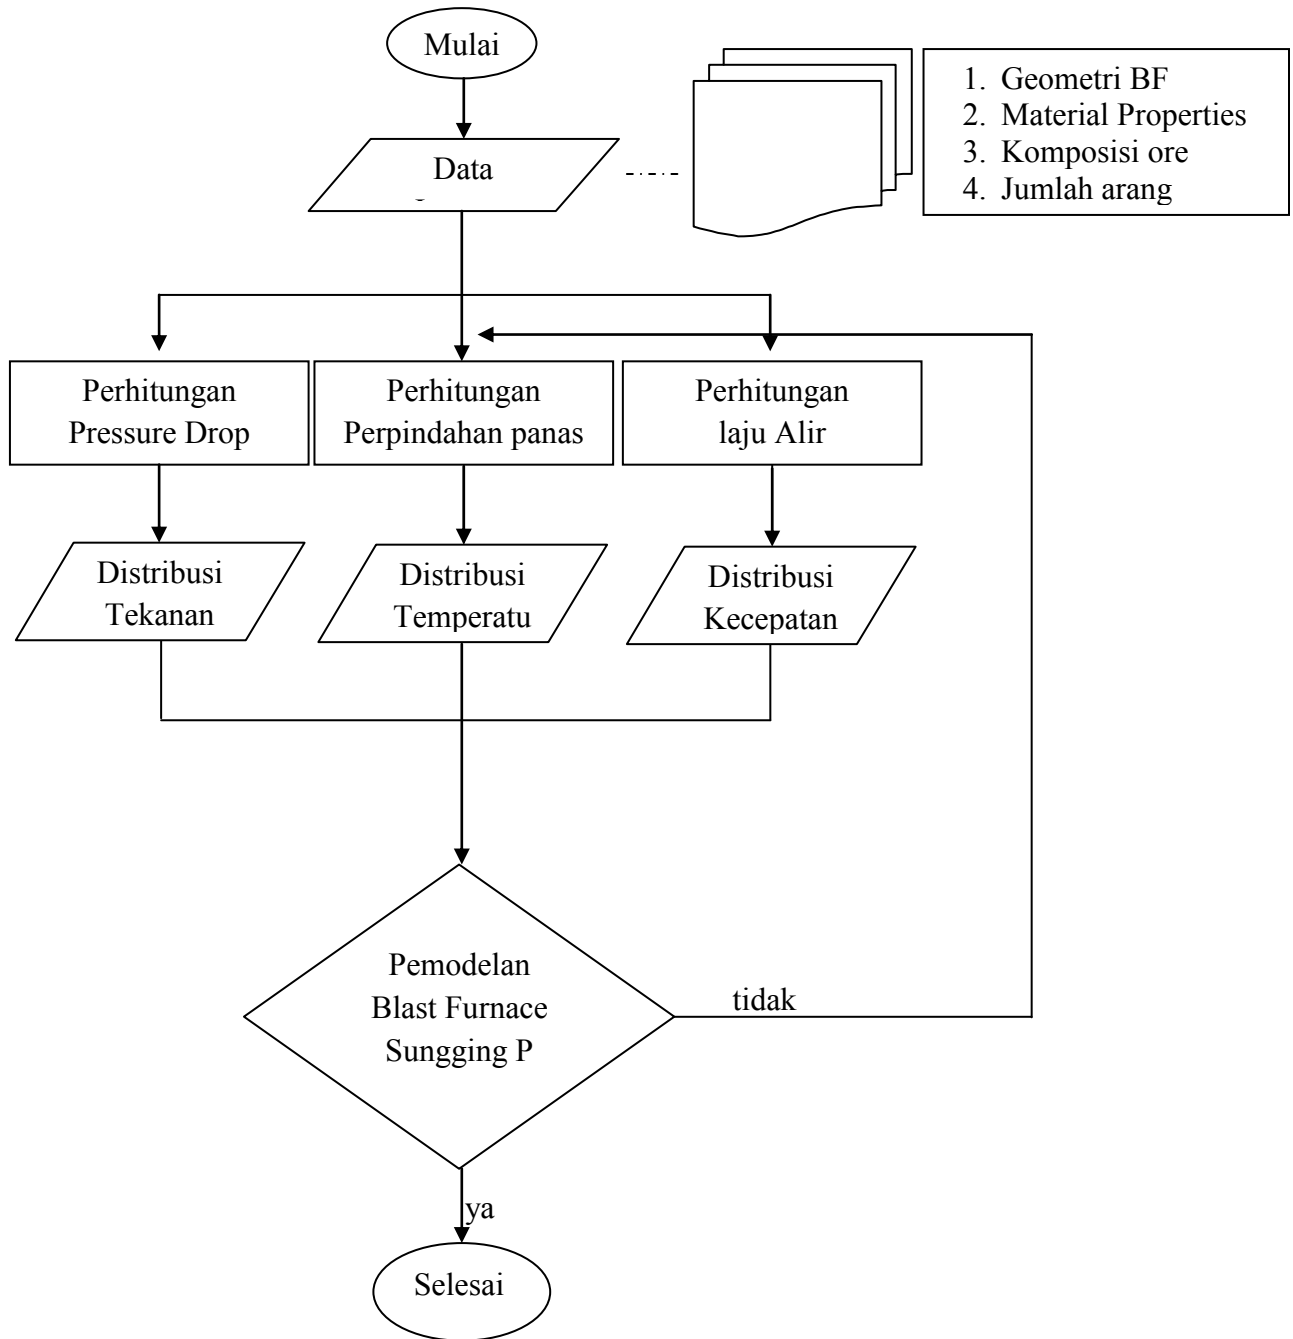 Mulai
1. Geometri BF
2. Material Properties
3. Komposisi ore
4. Jumlah arang
Data
Perhitungan
Pressure Drop
Perhitungan
Perpindahan panas
Perhitungan
laju Alir
Distribusi
Tekanan
Distribusi
Temperatu
Distribusi
Kecepatan
Pemodelan
Blast Furnace
Sungging P
tidak
ya
Selesai